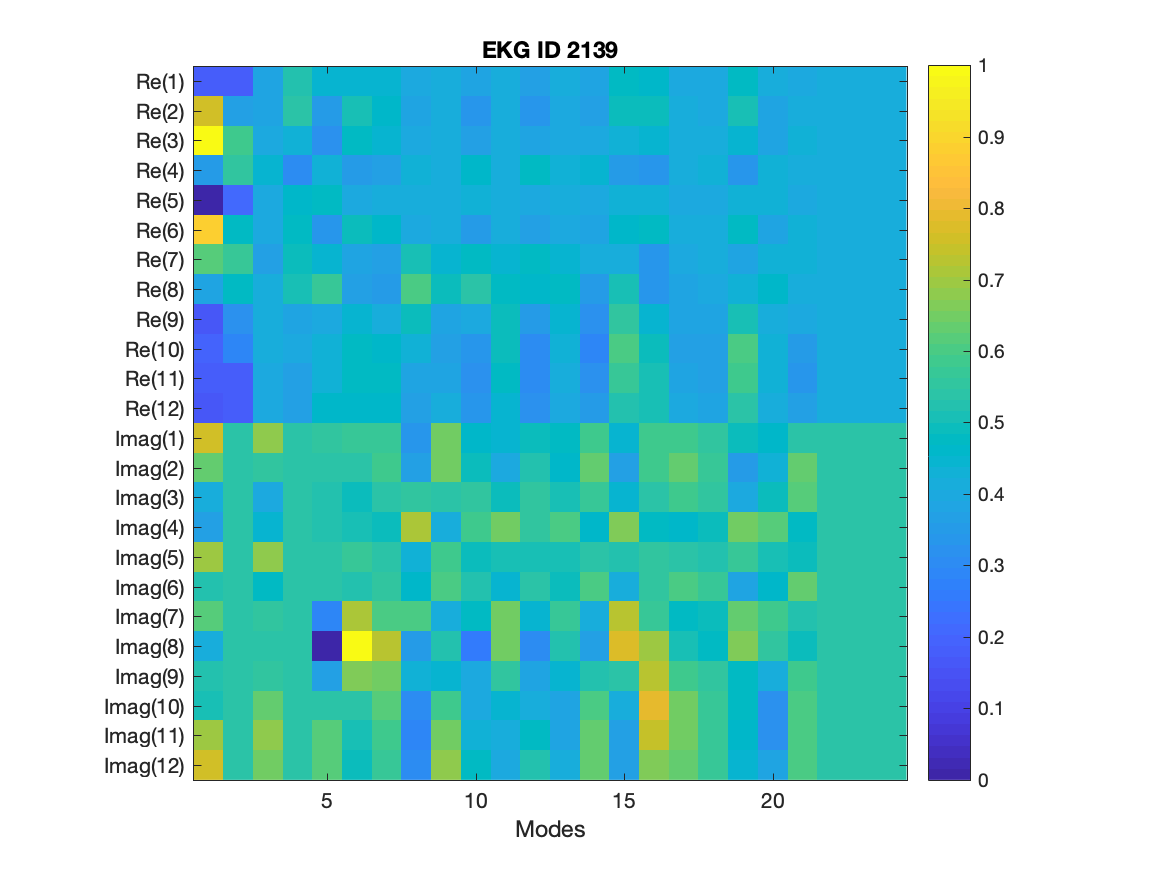 EKG ID 2139
Re(1)
Re(2)
Re(3)
Re(4)
Re(5)
Re(6)
Re(7)
Re(8)
Re(9)
Re(10)
Re(11)
Re(12)
Imag(1)
Imag(2)
Imag(3)
Imag(4)
Imag(5)
Imag(6)
Imag(7)
Imag(8)
Imag(9)
Imag(10)
Imag(11)
Imag(12)
5 10 15 20
Modes
1
0.9
0.8
0.7
0.6
0.5
0.4
0.3
0.2
0.1
0